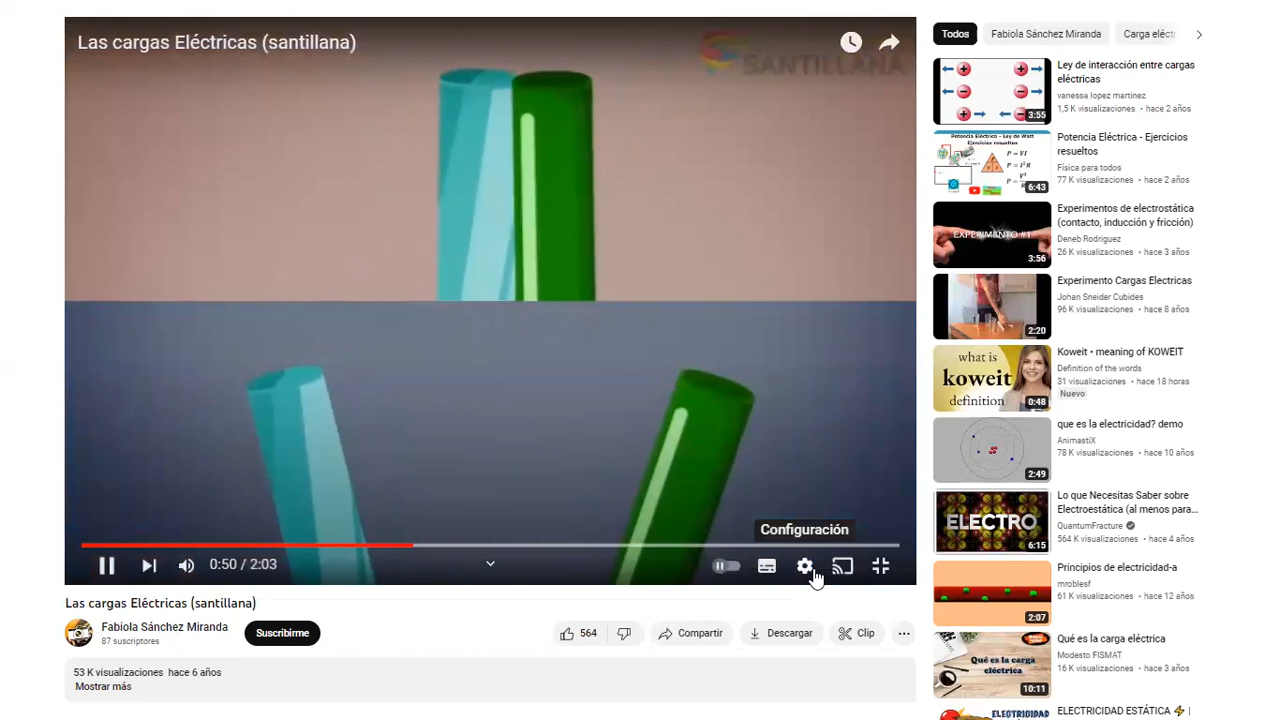 Las cargas Eléctricas (santillana)
SANTILLANA
Configuración
0:50 / 2:03
Las cargas Eléctricas (santillana)
Fabiola Sánchez Miranda
87 suscriptores
Suscribirme
564
Compartir
Descargar
Clip
53 K visualizaciones hace 6 años
Mostrar más
Todos
Fabiola Sánchez Miranda
Carga eléct
3:55
Ley de interacción entre cargas
eléctricas
vanessa lopez martinez
1,5 K visualizaciones • hace 2 años
Potencia Eléctrica - Ley de Watt
Ejercicios resueltos
6:43
Potencia Eléctrica - Ejercicios
resueltos
Física para todos
77 K visualizaciones • hace 2 años
EXPERIMENTO #1
3:56
Experimentos de electrostática
(contacto, inducción y fricción)
Deneb Rodriguez
26 K visualizaciones • hace 3 años
2:20
Experimento Cargas Electricas
Johan Sneider Cubides
96 K visualizaciones • hace 8 años
what is
koweit
definition
0:48
Koweit • meaning of KOWEIT
Definition of the words
31 visualizaciones • hace 18 horas
Nuevo
2:49
que es la electricidad? demo
AnimastiX
78 K visualizaciones • hace 10 años
ELECTRO
6:15
Lo que Necesitas Saber sobre
Electroestática (al menos para...
QuantumFracture
564 K visualizaciones • hace 4 años
2:07
Principios de electricidad-a
mroblesf
61 K visualizaciones • hace 12 años
Qué es la carga
eléctrica
10:11
Qué es la carga eléctrica
Modesto FISMAT
16 K visualizaciones • hace 3 años
ELECTRICIDAD
ELECTRICIDAD ESTÁTICA ⚡ |